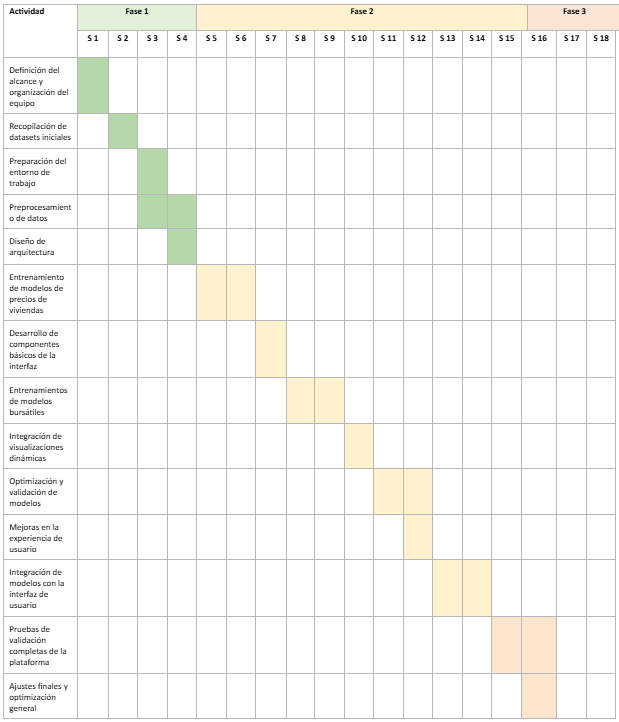 Actividad
Fase 1
Fase 2
Fase 3
S 1
S 2
S 3
S 4
S 5
S 6
S 7
S 8
S 9
S 10
S 11
S 12
S 13
S 14
S 15
S 16
S 17
S 18
Definición del
alcance y
organización del
equipo
Recopilación de
datasets iniciales
Preparación del
entorno de
trabajo
Preprocesamient
o de datos
Diseño de
arquitectura
Entrenamiento
de modelos de
precios de
viviendas
Desarrollo de
componentes
básicos de la
interfaz
Entrenamientos
de modelos
bursátiles
Integración de
visualizaciones
dinámicas
Optimización y
validación de
modelos
Mejoras en la
experiencia de
usuario
Integración de
modelos con la
interfaz de
usuario
Pruebas de
validación
completas de la
plataforma
Ajustes finales y
optimización
general